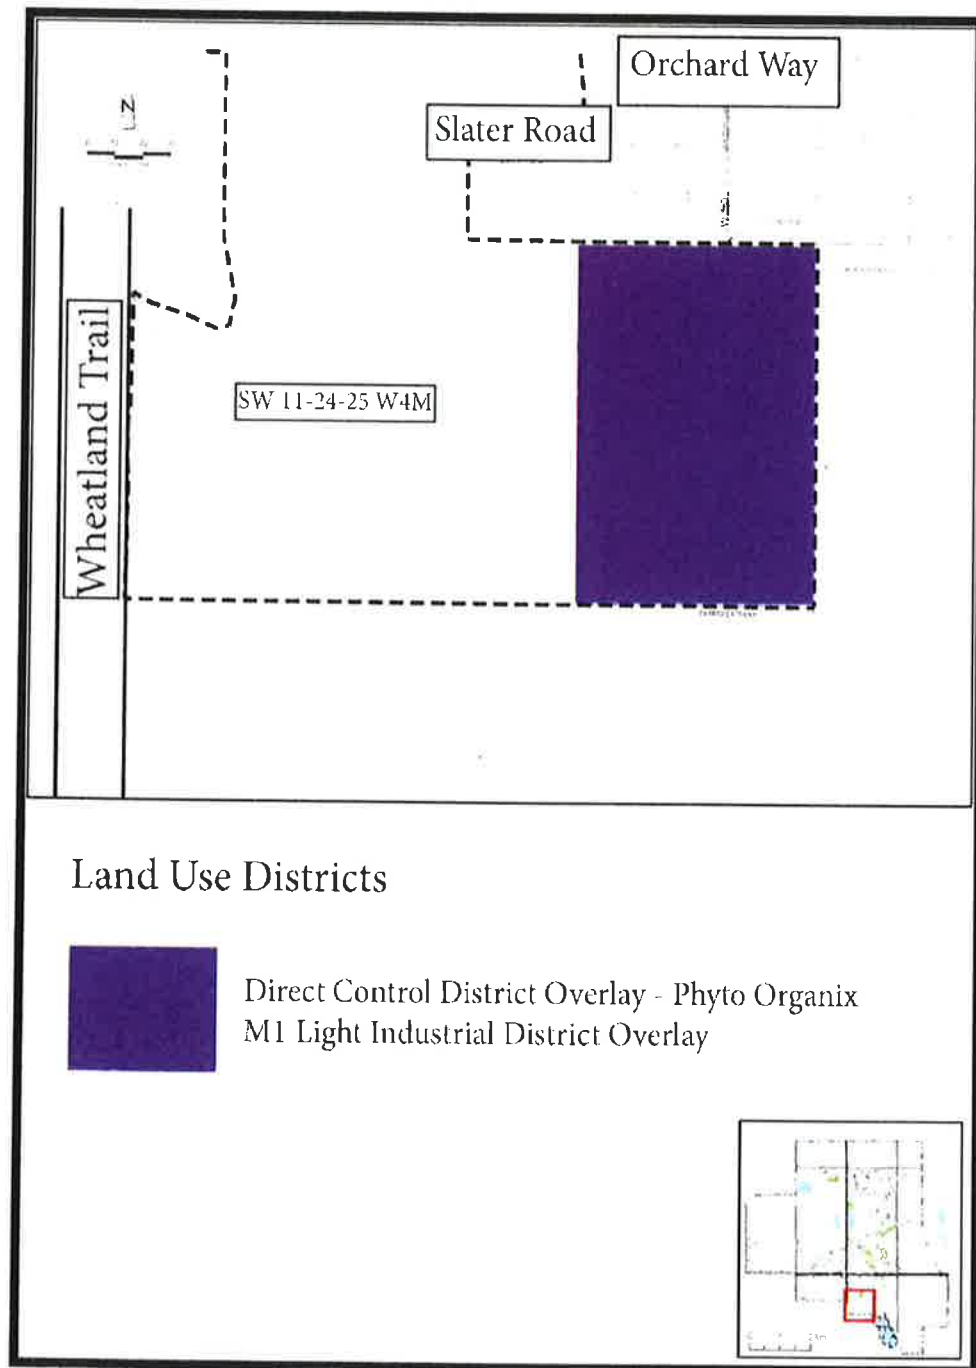 Orchard Way
Slater Road
N
Wheatland Trail
SW 11-24-25 W4M
Land Use Districts
Direct Control District Overlay - Phyto Organix
M1 Light Industrial District Overlay